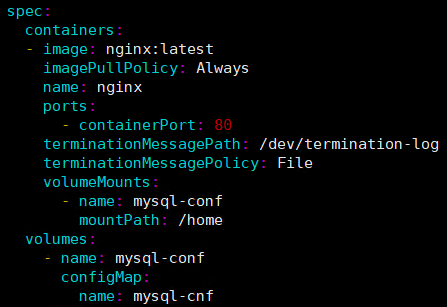 spec:
  containers:
  - image: nginx:latest
    imagePullPolicy: Always
    name: nginx
    ports:
      - containerPort: 80
    terminationMessagePath: /dev/termination-log
    terminationMessagePolicy: File
    volumeMounts:
      - name: mysql-conf
        mountPath: /home
  volumes:
    - name: mysql-conf
      configMap:
        name: mysql-cnf